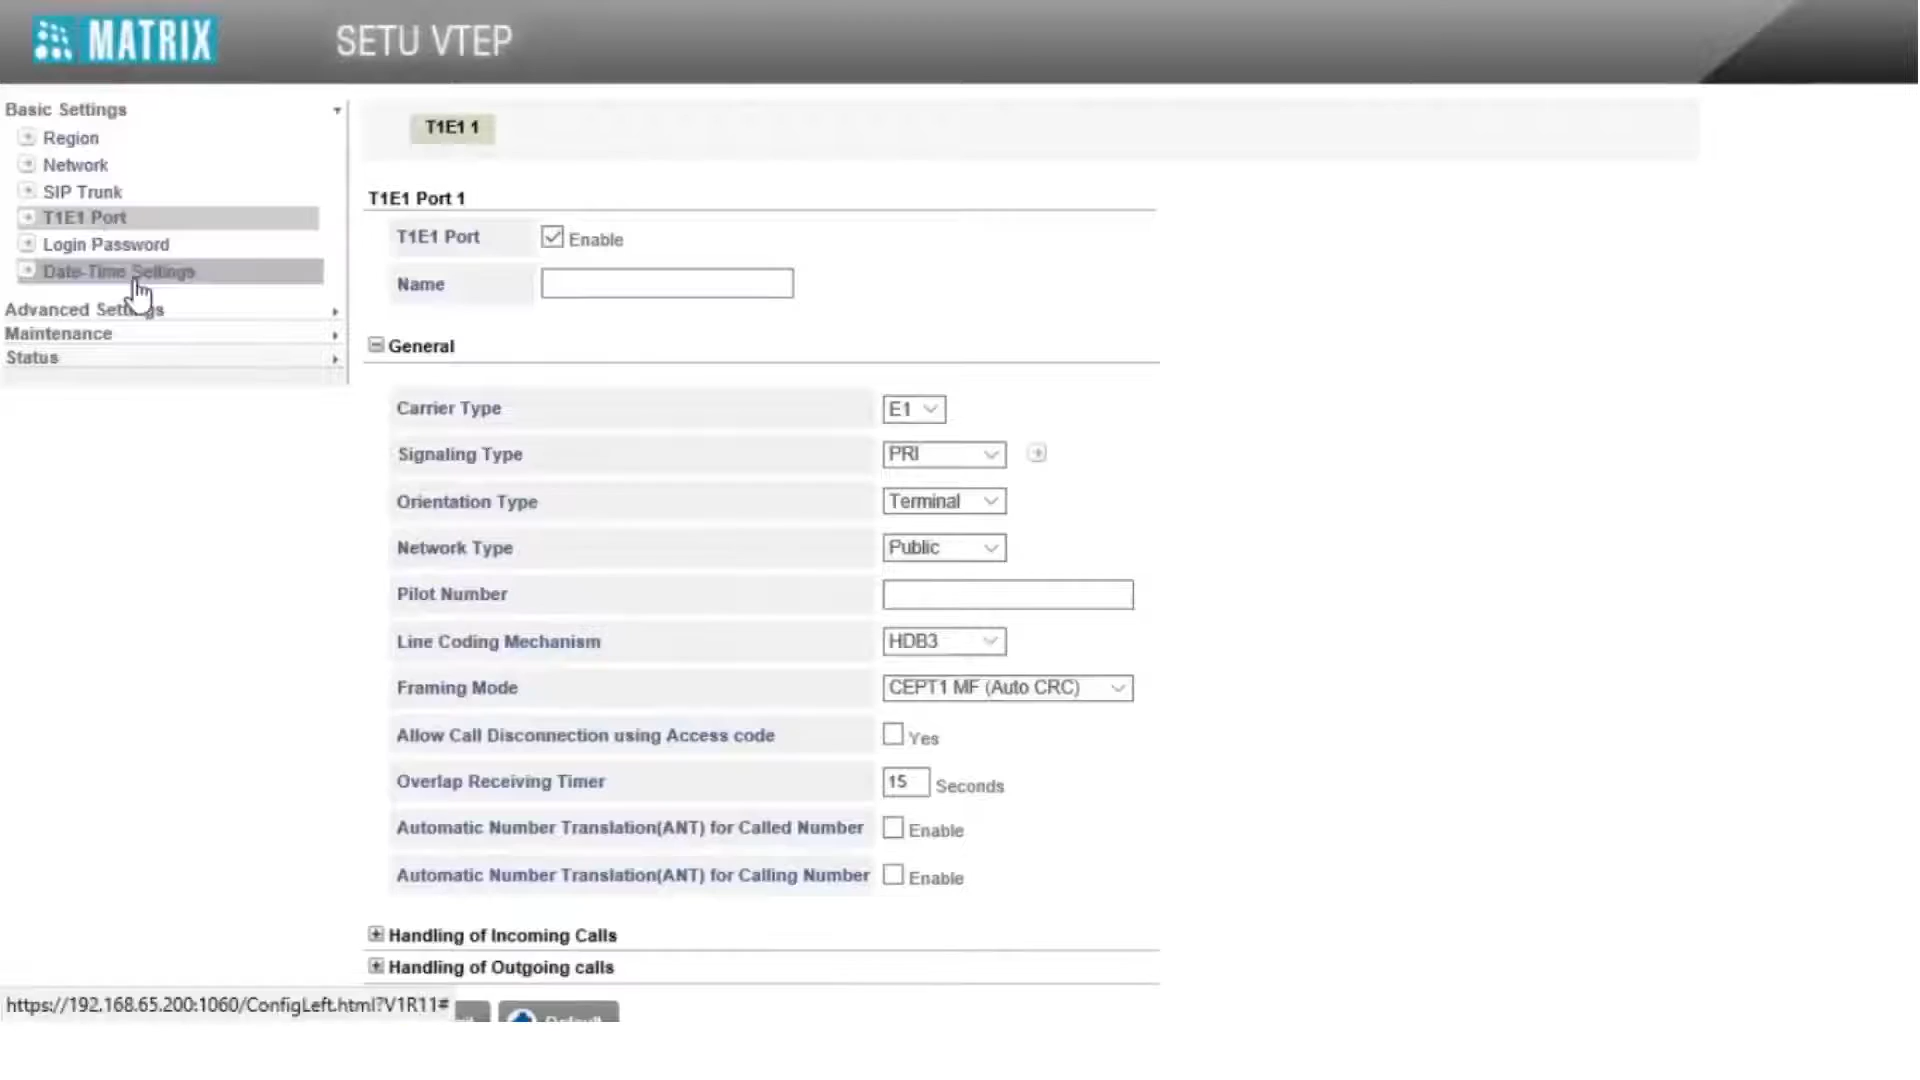 MATRIX
SETU VTEP
Basic Settings
Region
Network
SIP Trunk
T1E1 Port
Login Password
Date-Time Settings
Advanced Settings
Maintenance
Status
T1E1 1
T1E1 Port 1
T1E1 Port Enable
Name
General
Carrier Type E1
Signaling Type PRI
Orientation Type Terminal
Network Type Public
Pilot Number
Line Coding Mechanism HDB3
Framing Mode CEPT1 MF (Auto CRC)
Allow Call Disconnection using Access code Yes
Overlap Receiving Timer 15 Seconds
Automatic Number Translation(ANT) for Called Number Enable
Automatic Number Translation(ANT) for Calling Number Enable
Handling of Incoming Calls
Handling of Outgoing calls
https://192.168.65.200:1060/ConfigLeft.html?V1R11#
Default